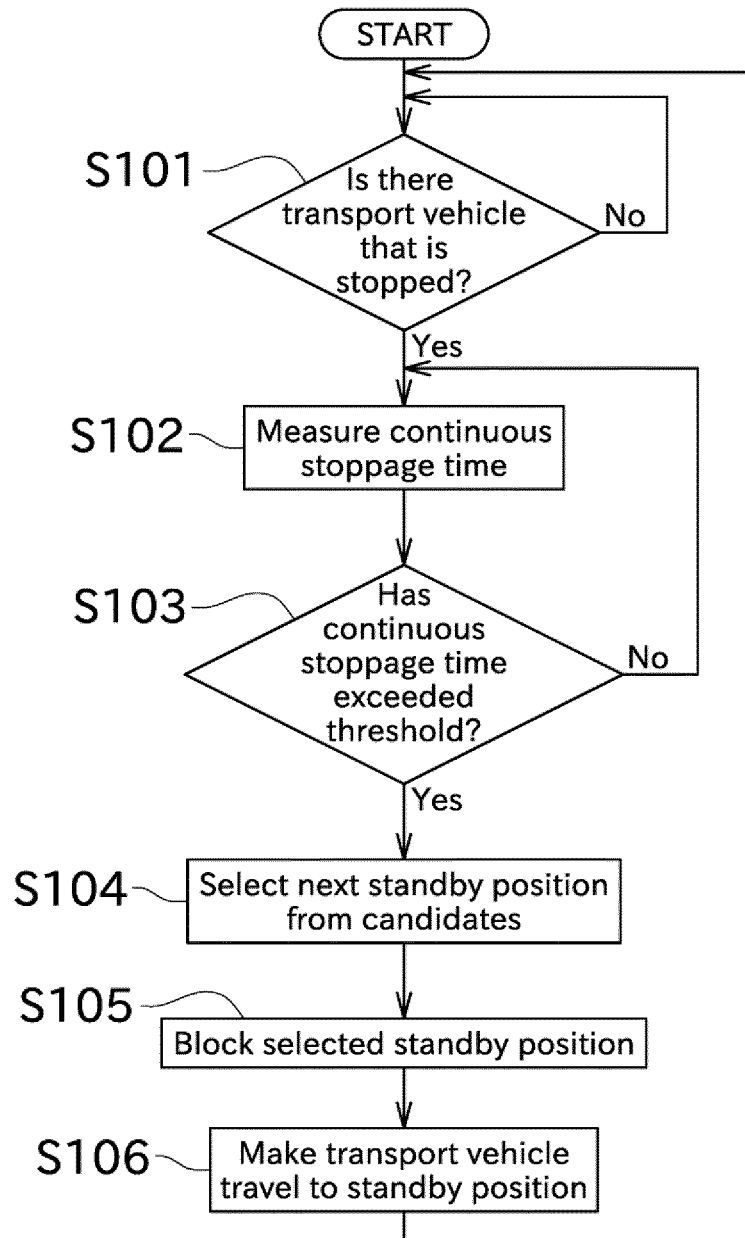 START
S101
Is there
transport vehicle
that is
stopped?
No
Yes
S102
Measure continuous
stoppage time
S103
Has
continuous
stoppage time
exceeded
threshold?
No
Yes
S104
Select next standby position
from candidates
S105
Block selected standby position
S106
Make transport vehicle
travel to standby position